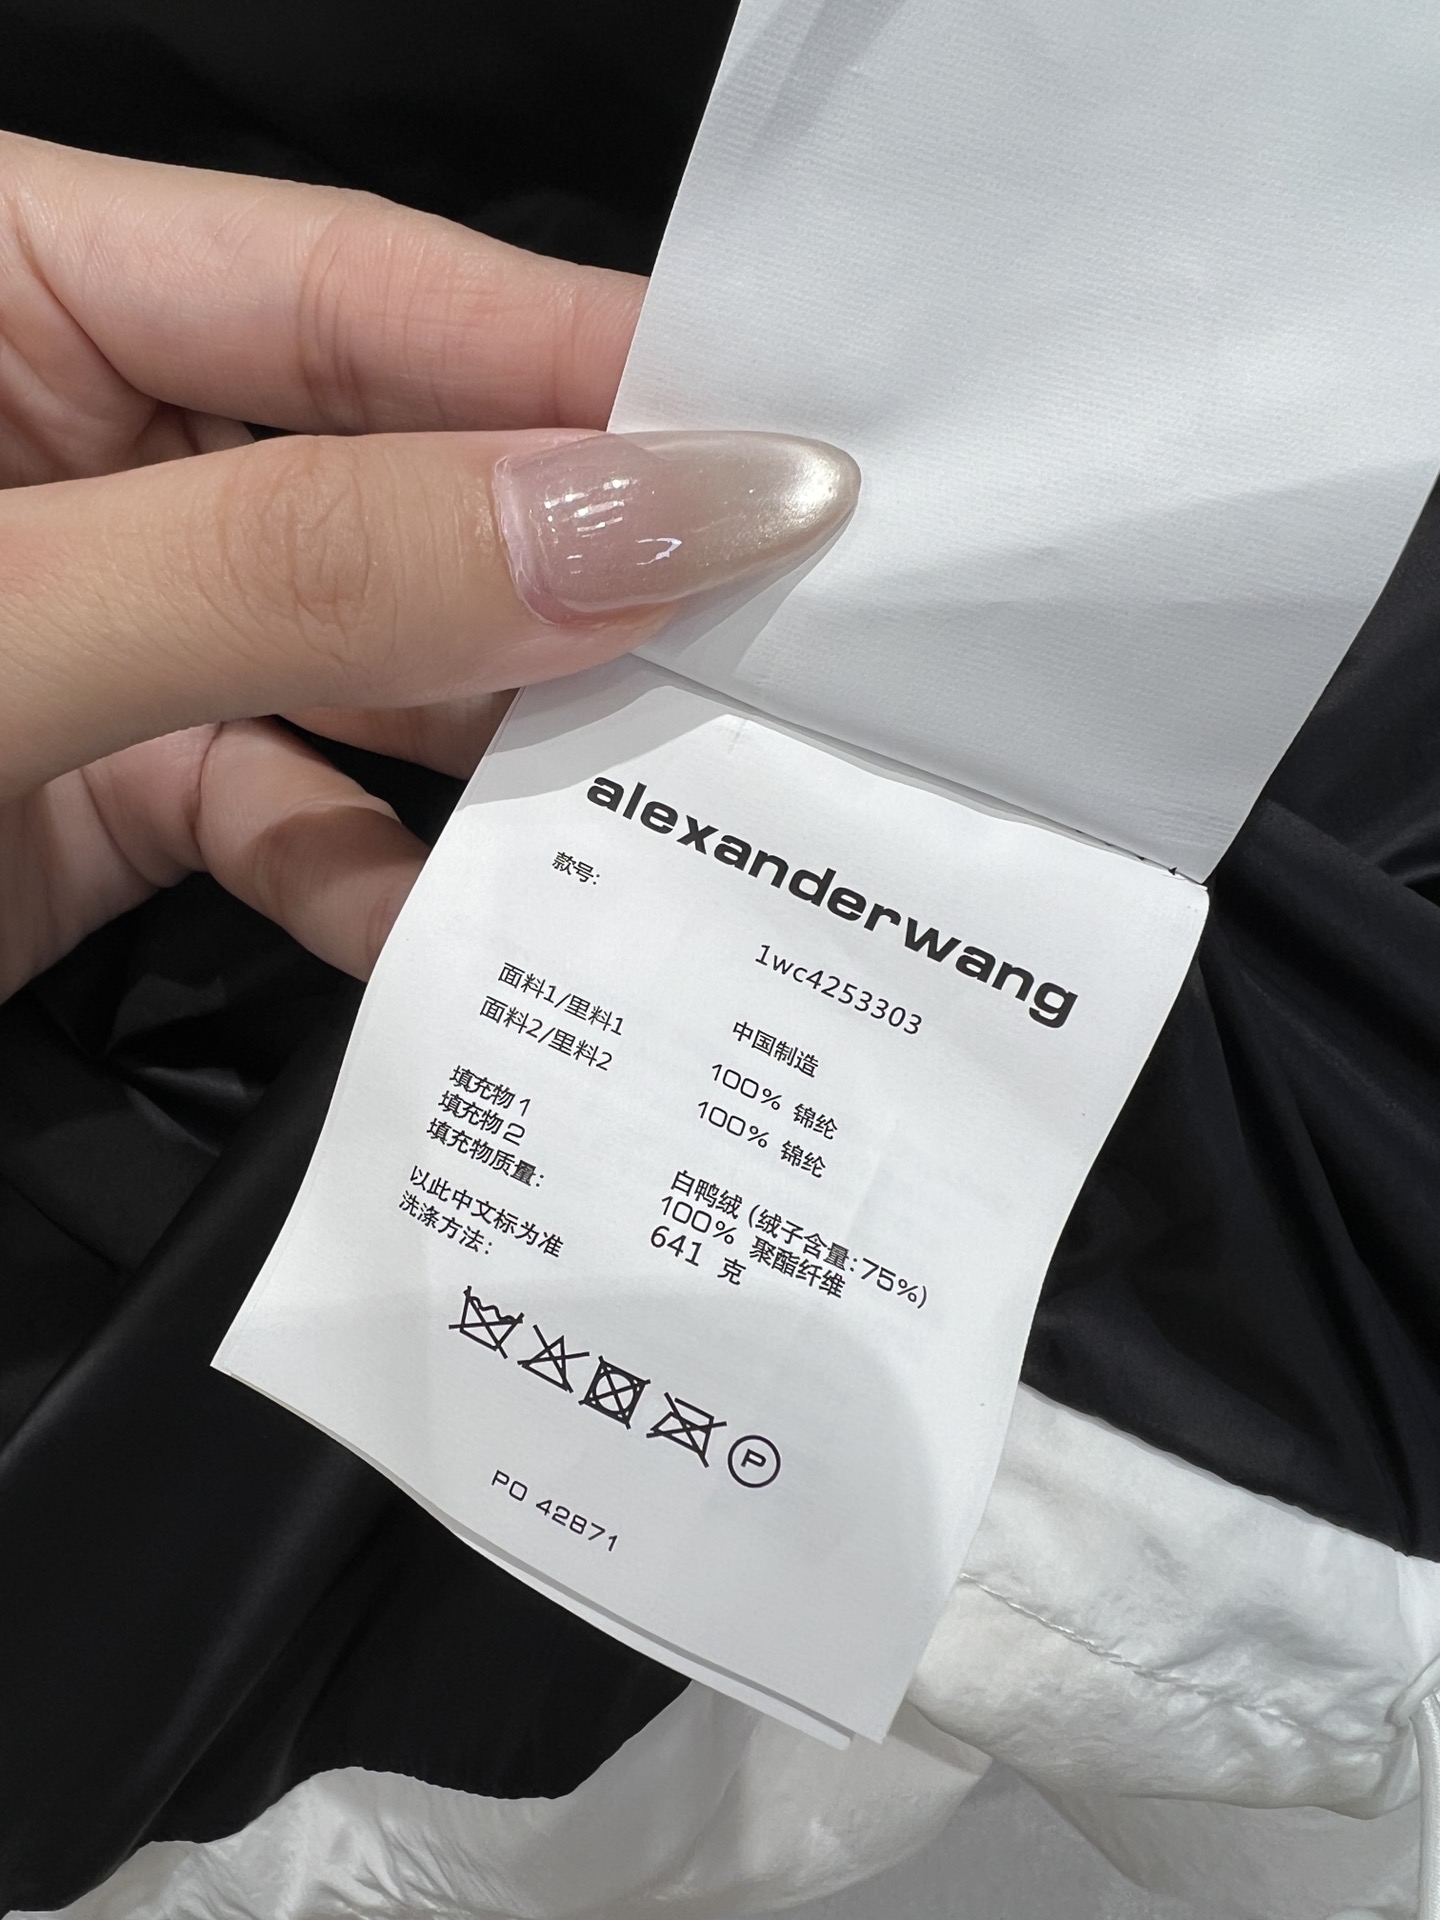 alexanderwang
款号:
1wc4253303
中国制造
面料1/里料1 100% 锦纶
面料2/里料2 100% 锦纶
填充物1 白鸭绒 (绒子含量:75%)
填充物2 100% 聚酯纤维
填充物质量: 641 克
以此中文标为准
洗涤方法:
P
PO 42871